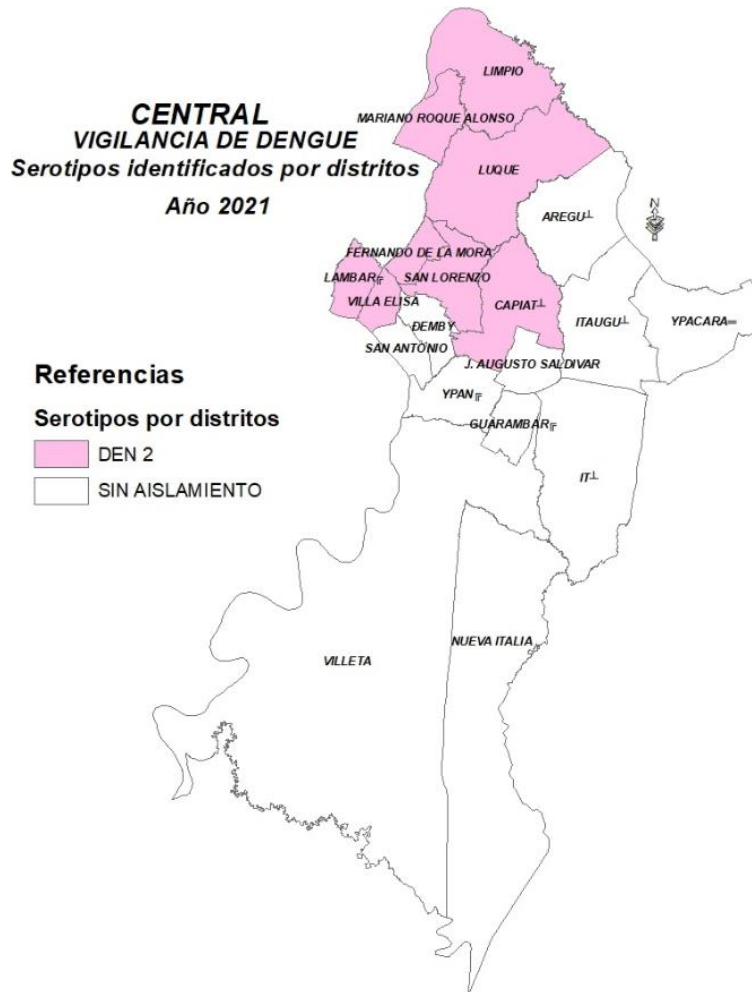 CENTRAL
VIGILANCIA DE DENGUE
Serotipos identificados por distritos
Año 2021
LIMPIO
MARIANO ROQUE ALONSO
LUQUE
N
AREGU┴
FERNANDO DE LA MORA
LAMBAR╔
SAN LORENZO
CAPIAT┴
VILLA ELISA
ITAUGU┴
YPACARA═
ÐEMBY
SAN ANTONIO
J. AUGUSTO SALDIVAR
Referencias
YPAN╔
Serotipos por distritos
GUARAMBAR╔
DEN 2
IT┴
SIN AISLAMIENTO
NUEVA ITALIA
VILLETA